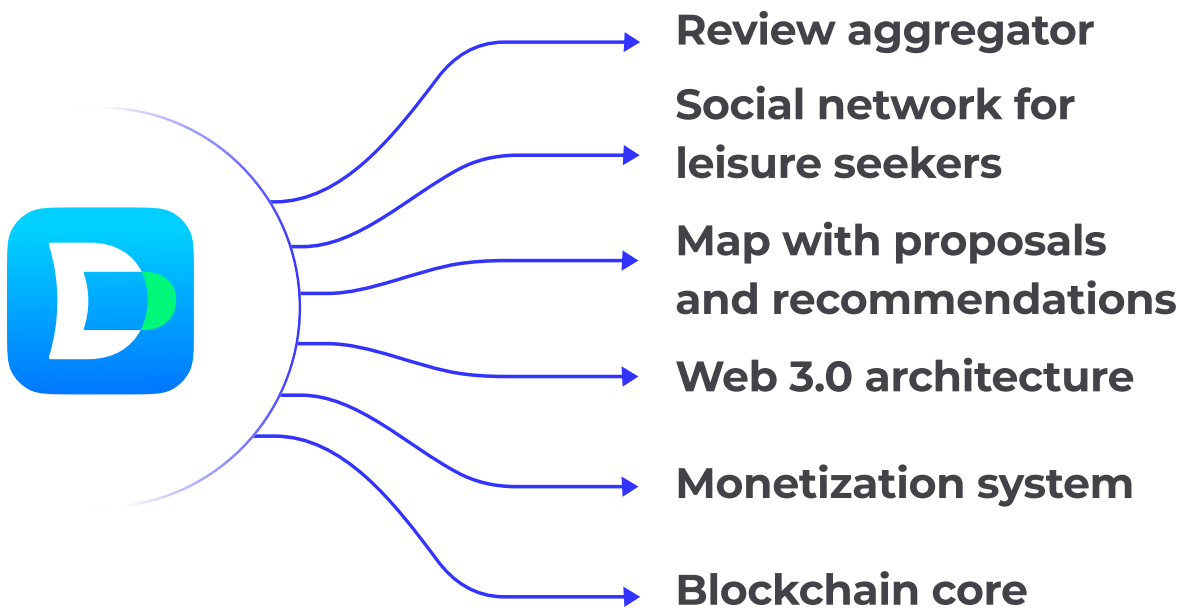 Review aggregator
Social network for
leisure seekers
Map with proposals
and recommendations
Web 3.0 architecture
Monetization system
Blockchain core